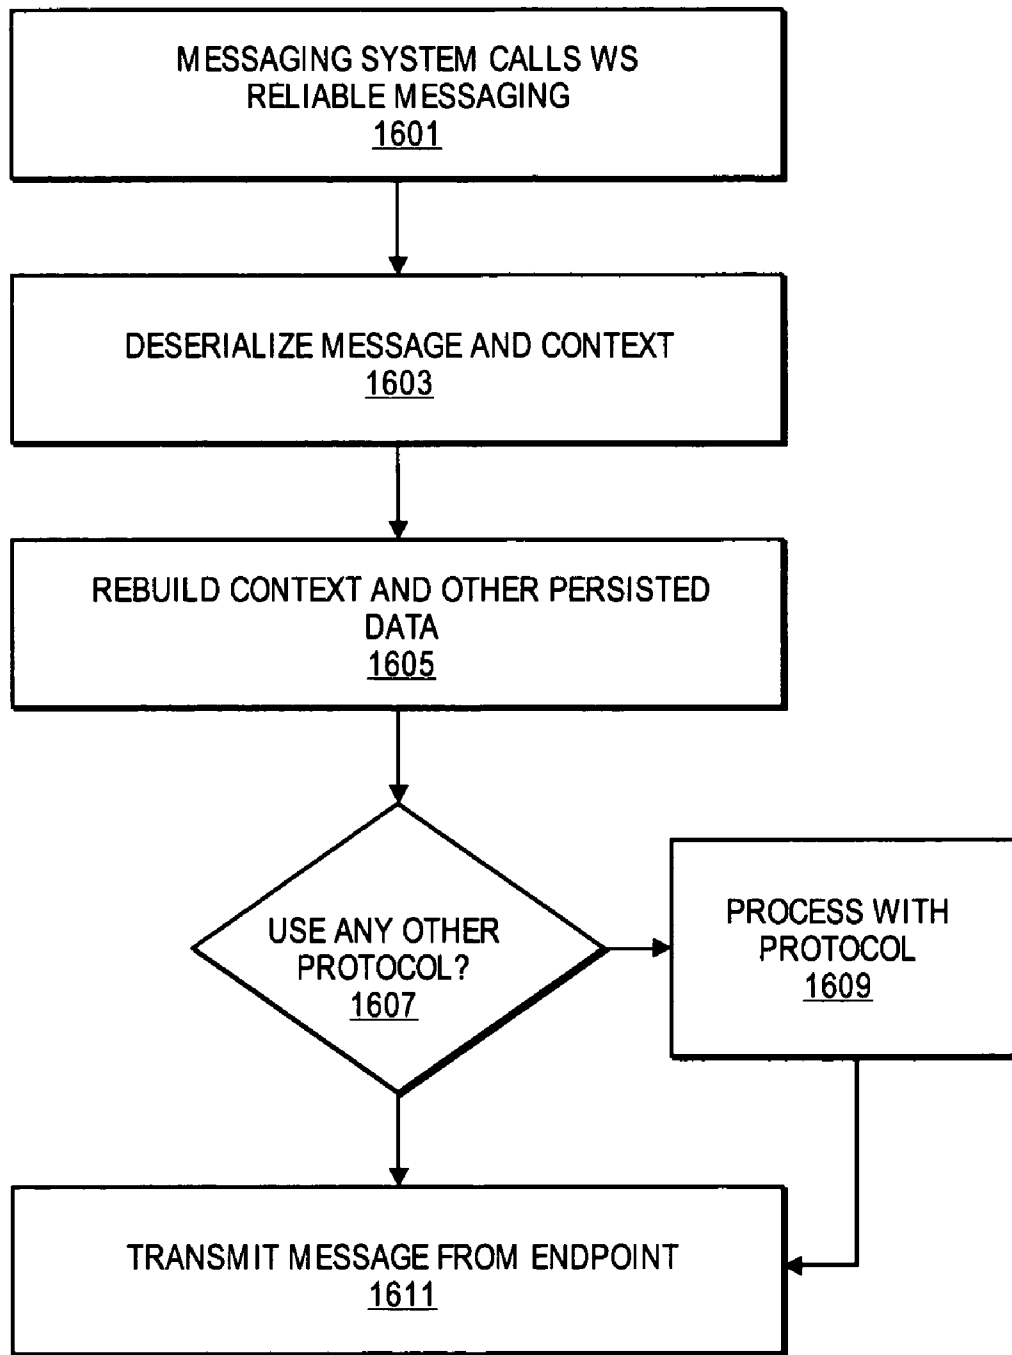 MESSAGING SYSTEM CALLS WS
RELIABLE MESSAGING
1601
DESERIALIZE MESSAGE AND CONTEXT
1603
REBUILD CONTEXT AND OTHER PERSISTED
DATA
1605
USE ANY OTHER
PROTOCOL?
1607
PROCESS WITH
PROTOCOL
1609
TRANSMIT MESSAGE FROM ENDPOINT
1611